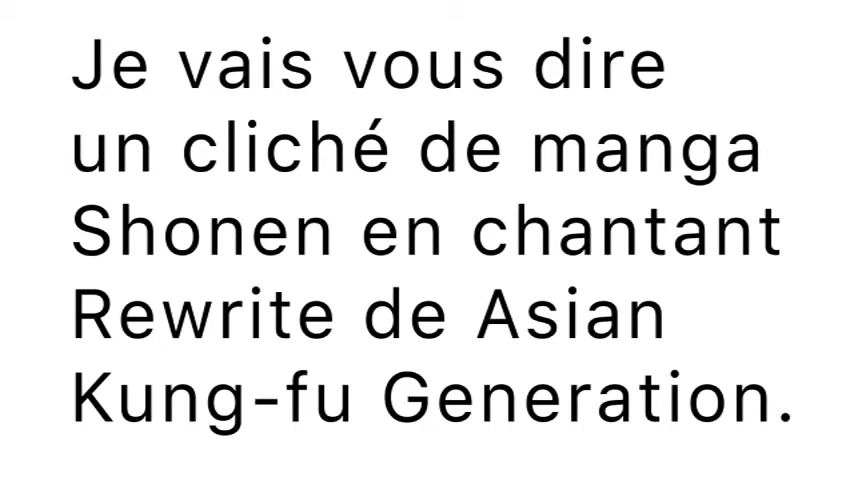 Je vais vous dire
un cliché de manga
Shonen en chantant
Rewrite de Asian
Kung-fu Generation.